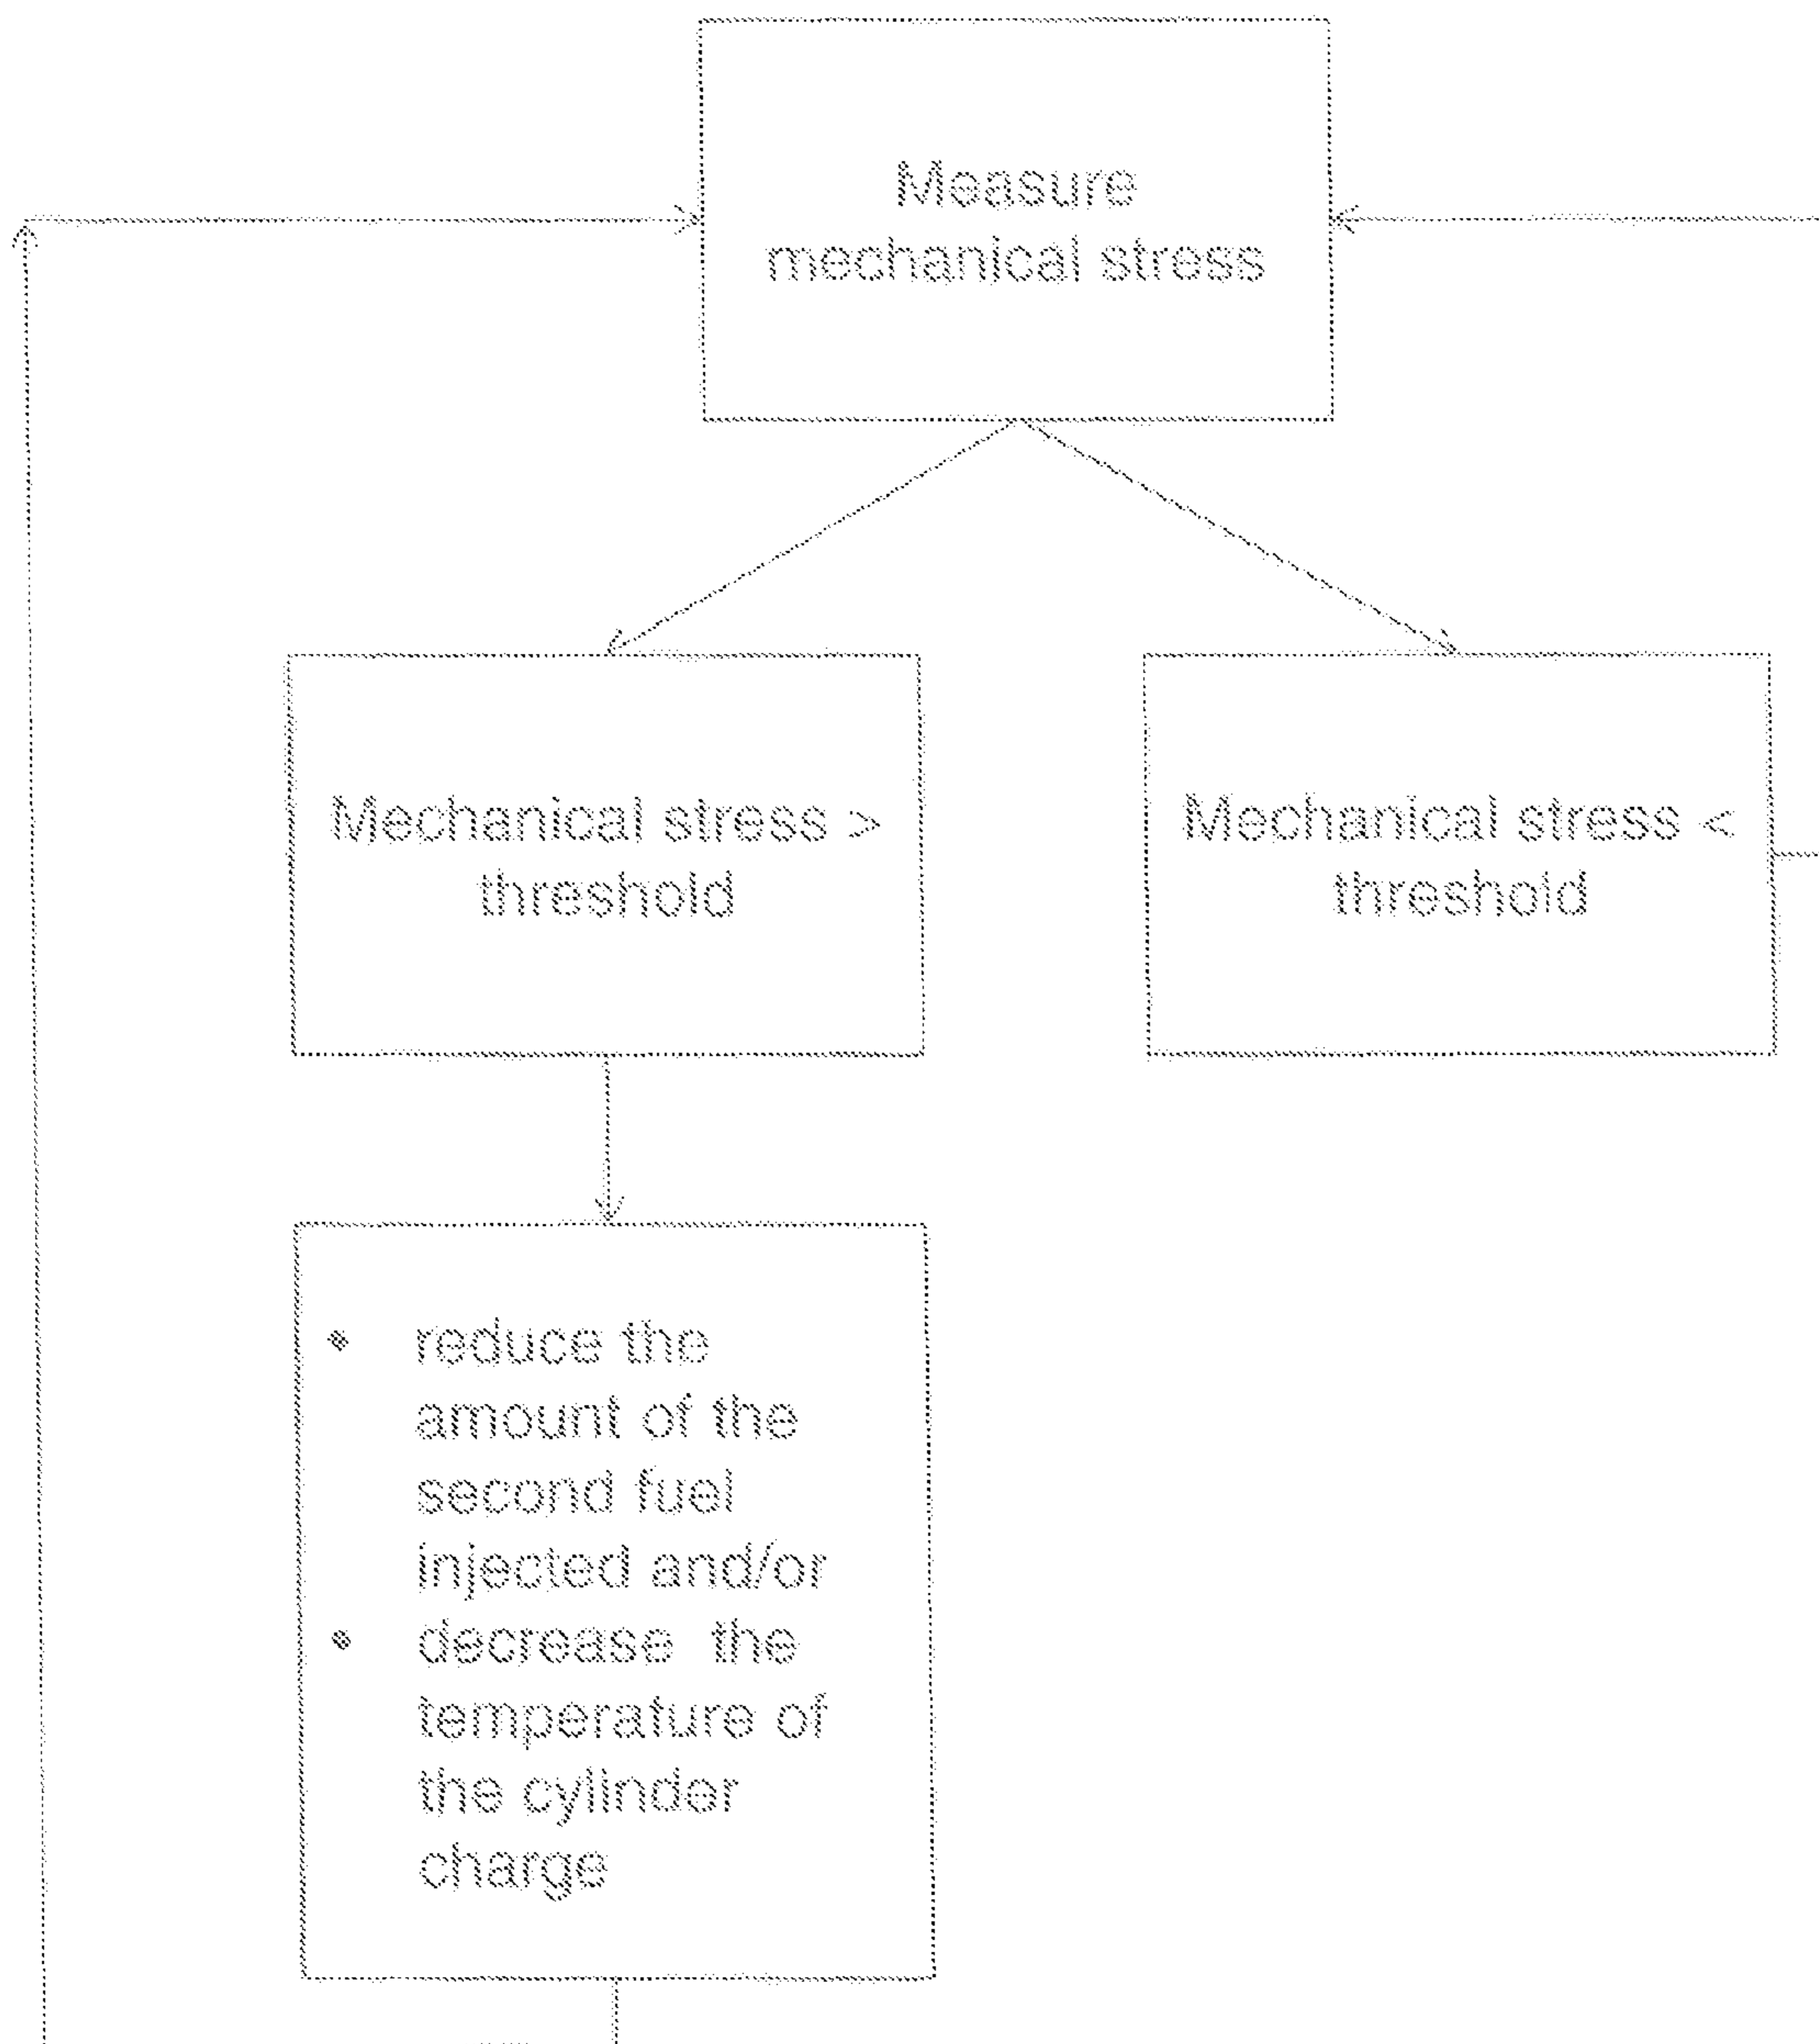 Measure
mechanical stress
Mechanical stress >
threshold
Mechanical stress <
threshold
• reduce the
amount of the
second fuel
injected and/or
• decrease the
temperature of
the cylinder
charge